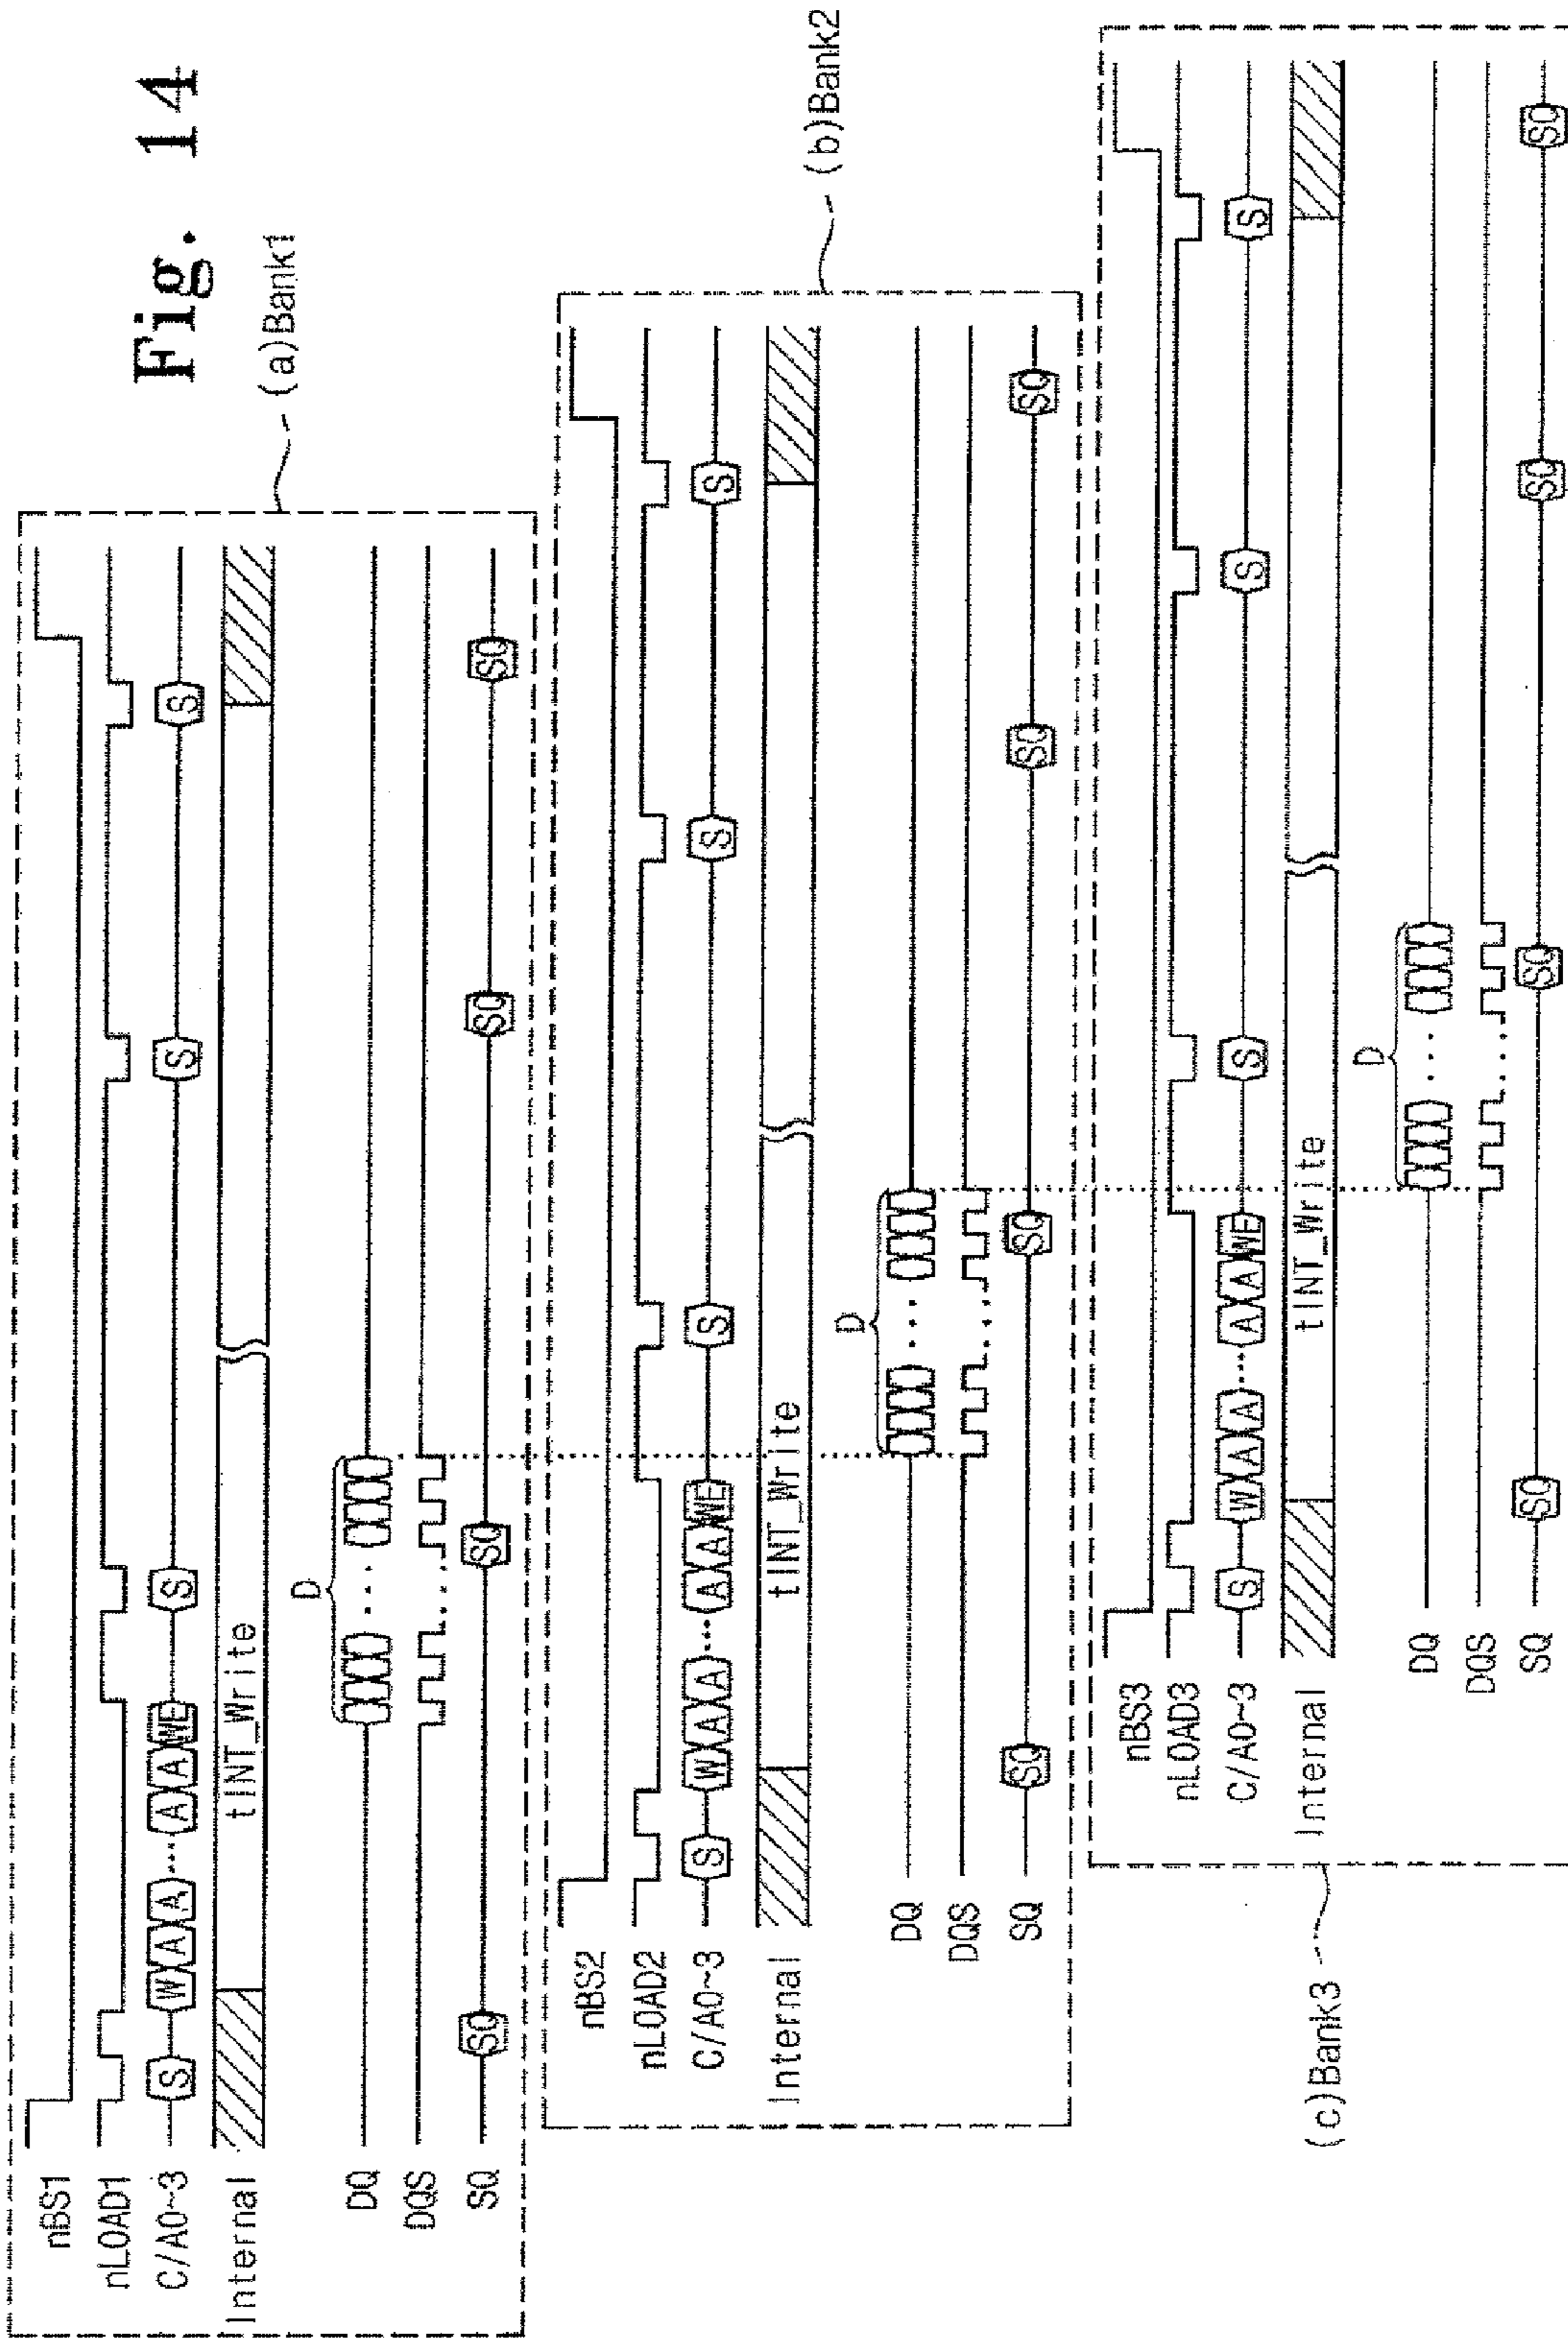 Fig. 14
(a)Bank1
nBS1
nLOAD1
C/A0~3 S W A A ... A A WE S S S
Internal tINT_Write
D
DQ ...
DQS ...
SQ SQ SQ SQ SQ
(b)Bank2
nBS2
nLOAD2
C/A0~3 S W A A ... A A WE S S S
Internal tINT_Write
D
DQ ...
DQS ...
SQ SQ SQ SQ SQ
(c)Bank3
nBS3
nLOAD3
C/A0~3 S W A A ... A A WE S S S
Internal tINT_Write
D
DQ ...
DQS ...
SQ SQ SQ SQ SQ